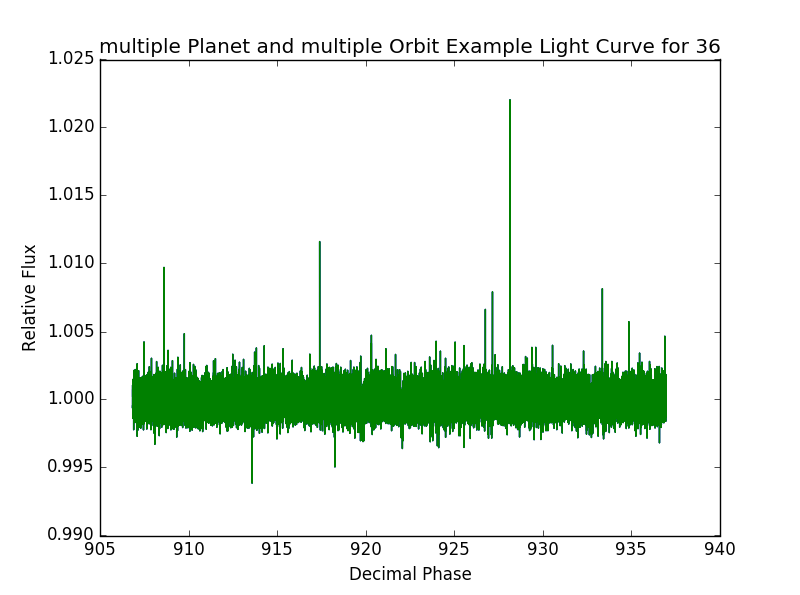 multiple Planet and multiple Orbit Example Light Curve for 36
1.025
1.020
1.015
1.010
1.005
1.000
0.995
0.990
Relative Flux
905 910 915 920 925 930 935 940
Decimal Phase